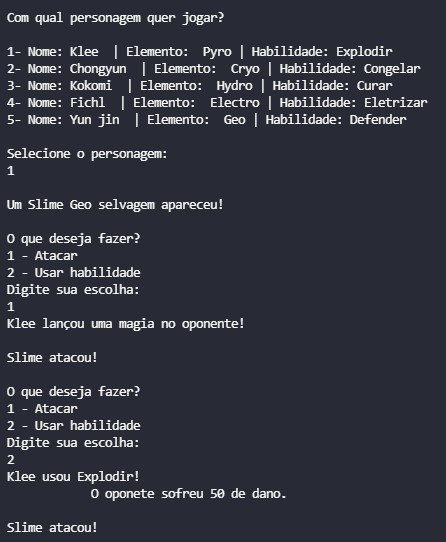 Com qual personagem quer jogar?
1- Nome: Klee | Elemento: Pyro | Habilidade: Explodir
2- Nome: Chongyun | Elemento: Cryo | Habilidade: Congelar
3- Nome: Kokomi | Elemento: Hydro | Habilidade: Curar
4- Nome: Fichl | Elemento: Electro | Habilidade: Eletrizar
5- Nome: Yun jin | Elemento: Geo | Habilidade: Defender
Selecione o personagem:
1
Um Slime Geo selvagem apareceu!
O que deseja fazer?
1 - Atacar
2 - Usar habilidade
Digite sua escolha:
1
Klee lançou uma magia no oponente!
Slime atacou!
O que deseja fazer?
1 - Atacar
2 - Usar habilidade
Digite sua escolha:
2
Klee usou Explodir!
O oponete sofreu 50 de dano.
Slime atacou!